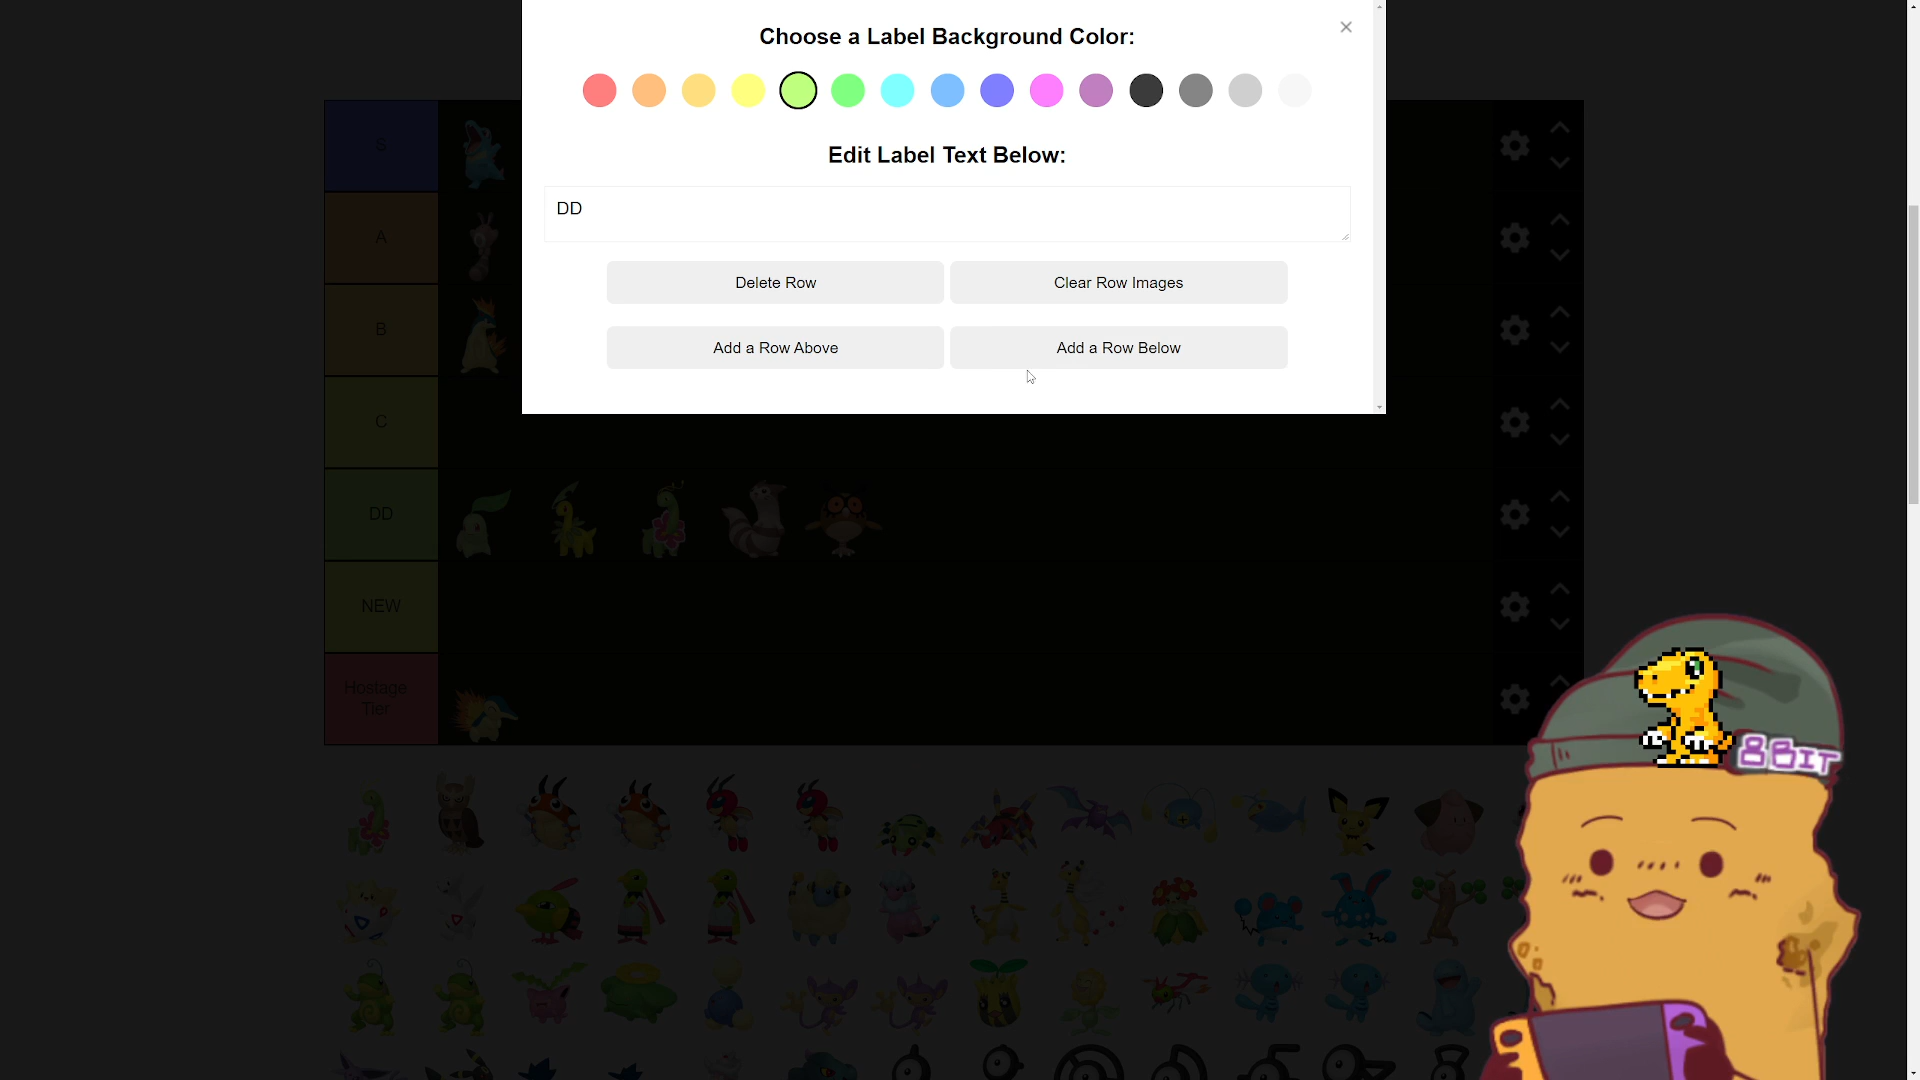 Choose a Label Background Color:
×
Edit Label Text Below:
DD
Delete Row
Clear Row Images
Add a Row Above
Add a Row Below
S
A
B
C
DD
NEW
Hostage
Tier
8BIT